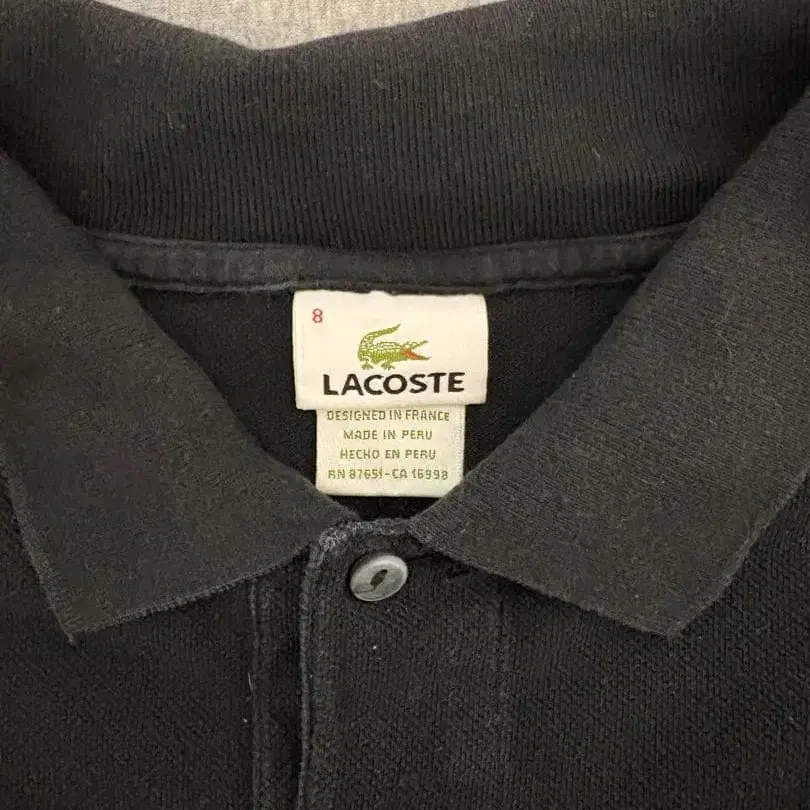 8
LACOSTE
DESIGNED IN FRANCE
MADE IN PERU
HECHO EN PERU
RN 87651-CA 16998